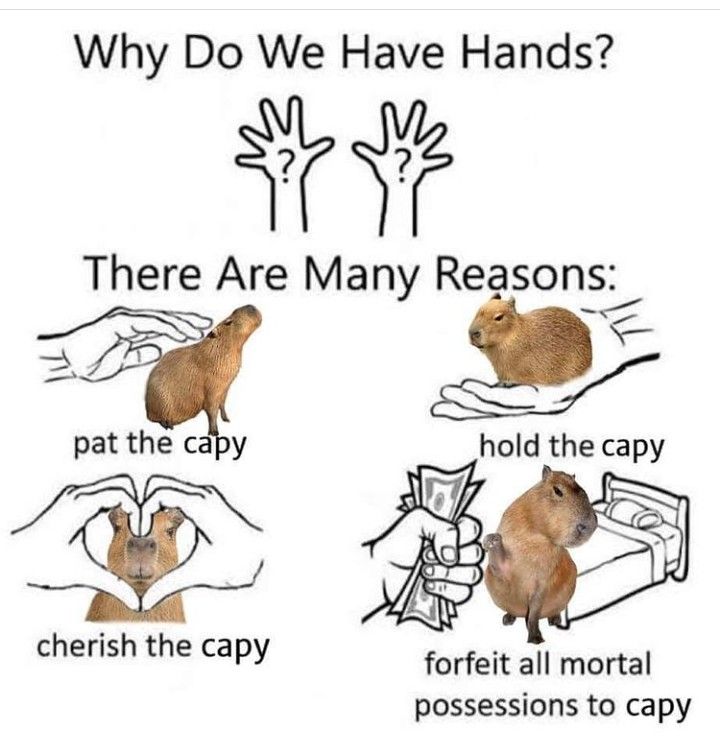 Why Do We Have Hands?
? ?
There Are Many Reasons:
pat the capy
hold the capy
cherish the capy
forfeit all mortal
possessions to capy